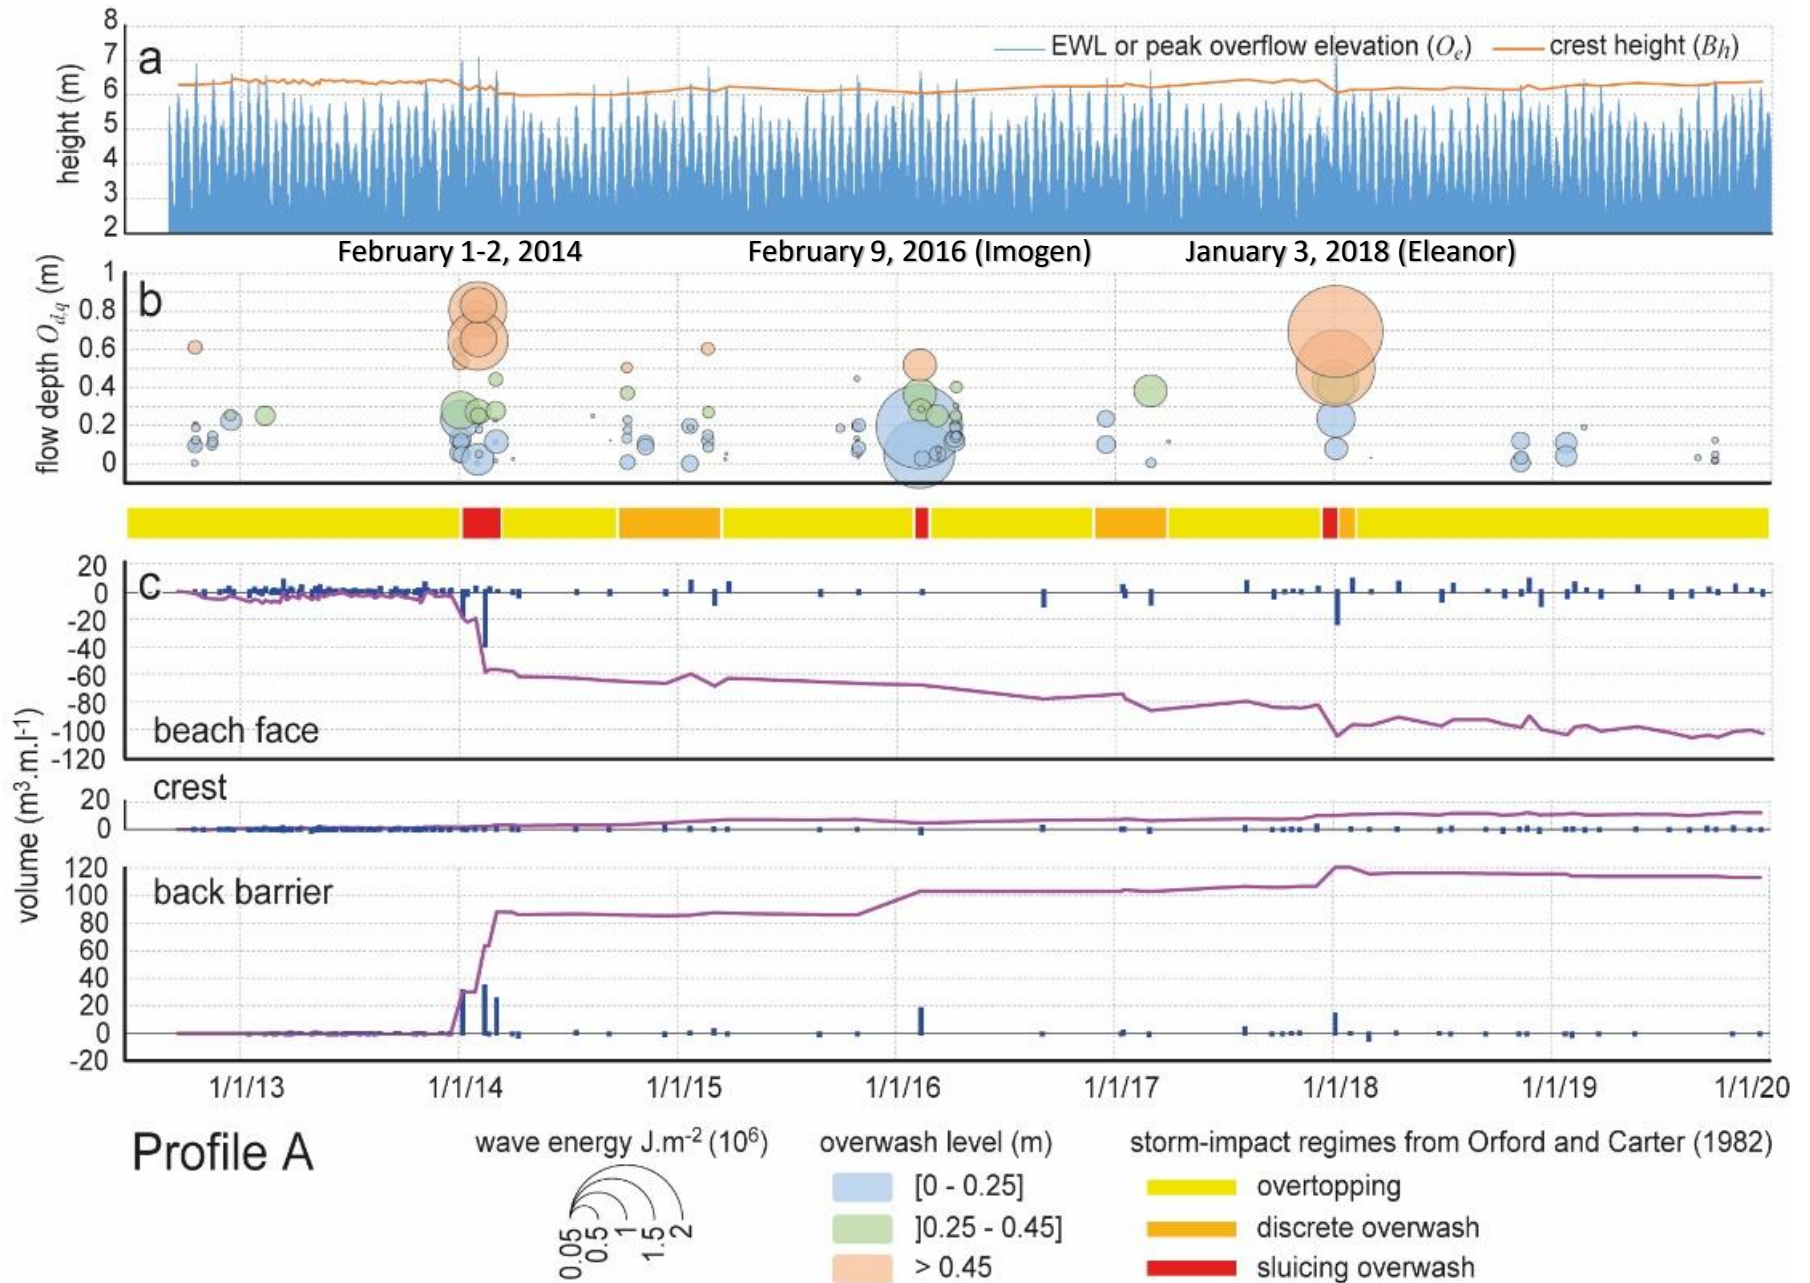 8
7
6
5
4
3
2
height (m)
a
EWL or peak overflow elevation (Oe)
crest height (Bh)
February 1-2, 2014
February 9, 2016 (Imogen)
January 3, 2018 (Eleanor)
1
0.8
0.6
0.4
0.2
0
flow depth Od,q (m)
b
20
0
-20
-40
-60
-80
-100
-120
c
beach face
crest
20
0
volume (m³.m.l⁻¹)
back barrier
120
100
80
60
40
20
0
-20
1/1/13 1/1/14 1/1/15 1/1/16 1/1/17 1/1/18 1/1/19 1/1/20
Profile A
wave energy J.m⁻² (10⁶)
0.05 0.5 1 1.5 2
overwash level (m)
[0 - 0.25]
]0.25 - 0.45]
> 0.45
storm-impact regimes from Orford and Carter (1982)
overtopping
discrete overwash
sluicing overwash